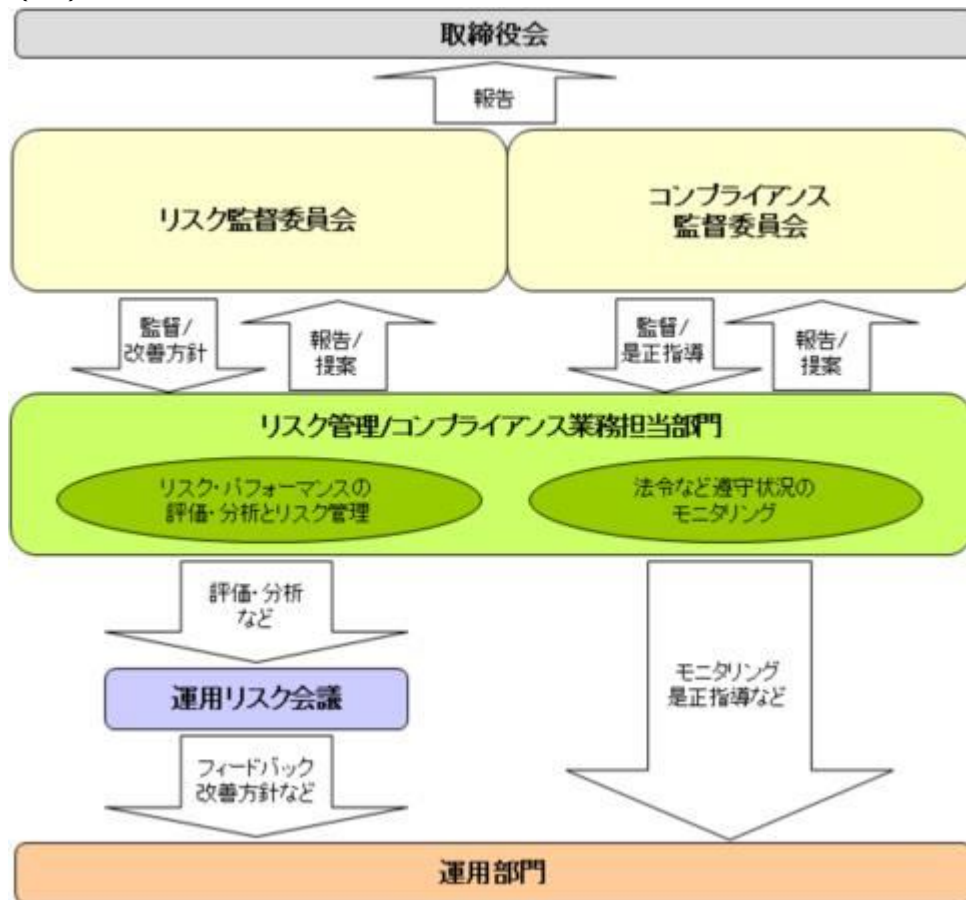 取締役会
報告
リスク監督委員会
コンプライアンス
監督委員会
監督/
改善方針
報告/
提案
監督/
是正指導
報告/
提案
リスク管理/コンプライアンス業務担当部門
リスク・パフォーマンスの
評価・分析とリスク管理
法令など遵守状況の
モニタリング
評価・分析
など
運用リスク会議
モニタリング
是正指導など
フィードバック
改善方針など
運用部門